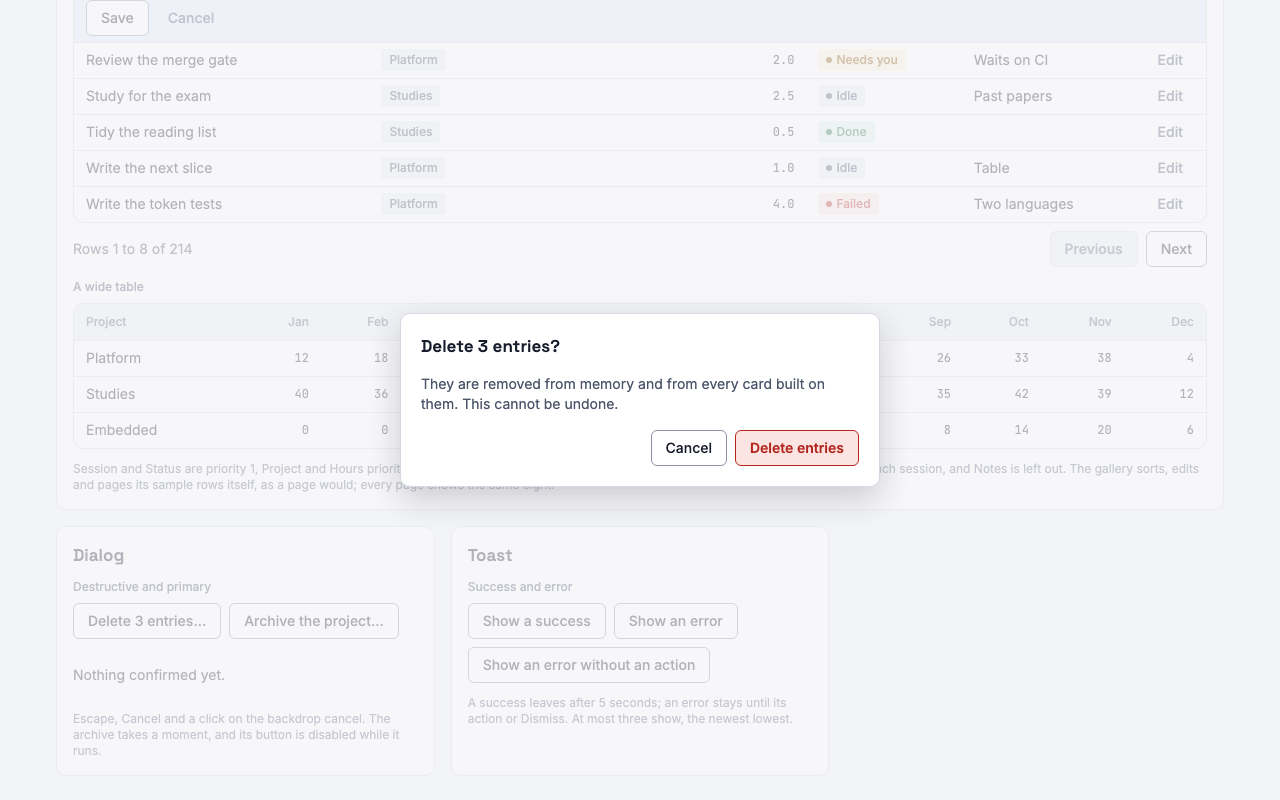 Save Cancel
Review the merge gate Platform 2.0 Needs you Waits on CI Edit
Study for the exam Studies 2.5 Idle Past papers Edit
Tidy the reading list Studies 0.5 Done Edit
Write the next slice Platform 1.0 Idle Table Edit
Write the token tests Platform 4.0 Failed Two languages Edit
Rows 1 to 8 of 214 Previous Next
A wide table
Project Jan Feb Sep Oct Nov Dec
Platform 12 18 26 33 38 4
Studies 40 36 35 42 39 12
Embedded 0 0 8 14 20 6
Delete 3 entries?
They are removed from memory and from every card built on
them. This cannot be undone.
Cancel Delete entries
Session and Status are priority 1, Project and Hours session, and Notes is left out. The gallery sorts, edits
and pages its sample rows itself, as a page would; every page shows the same eight.
Dialog
Destructive and primary
Delete 3 entries... Archive the project...
Nothing confirmed yet.
Escape, Cancel and a click on the backdrop cancel. The
archive takes a moment, and its button is disabled while it
runs.
Toast
Success and error
Show a success Show an error
Show an error without an action
A success leaves after 5 seconds; an error stays until its
action or Dismiss. At most three show, the newest lowest.